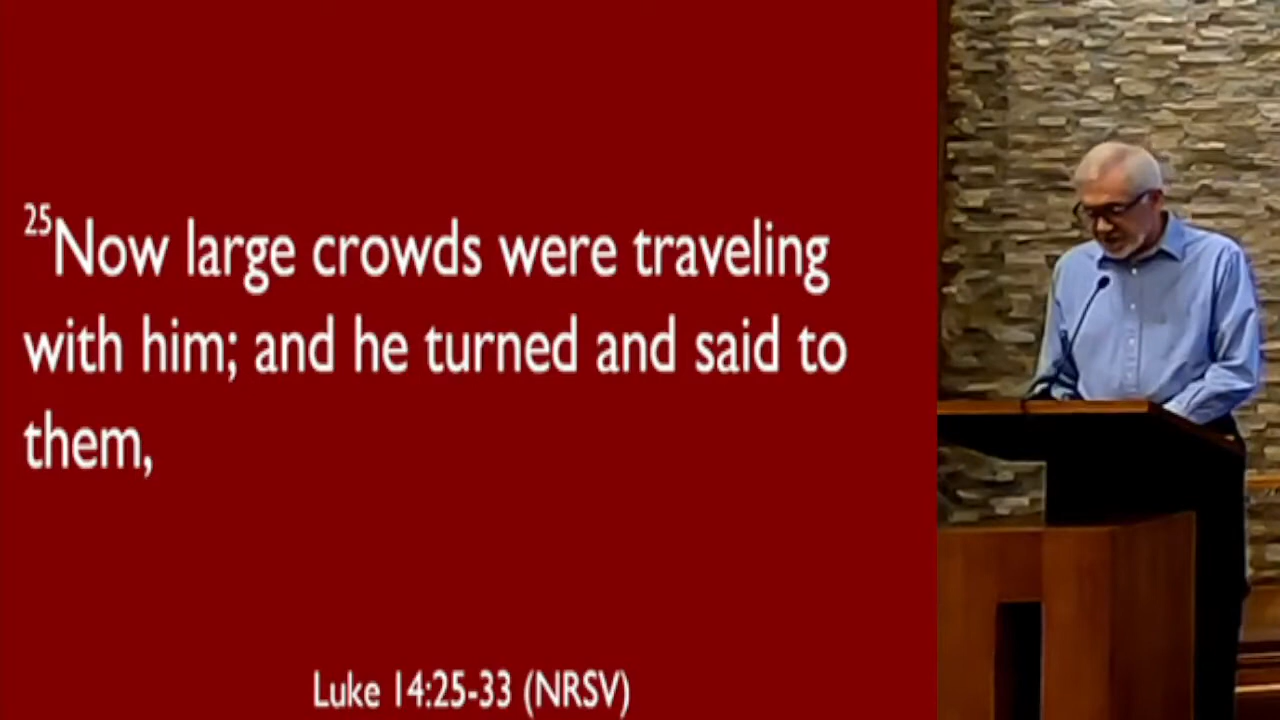 25Now large crowds were traveling
with him; and he turned and said to
them,
Luke 14:25-33 (NRSV)